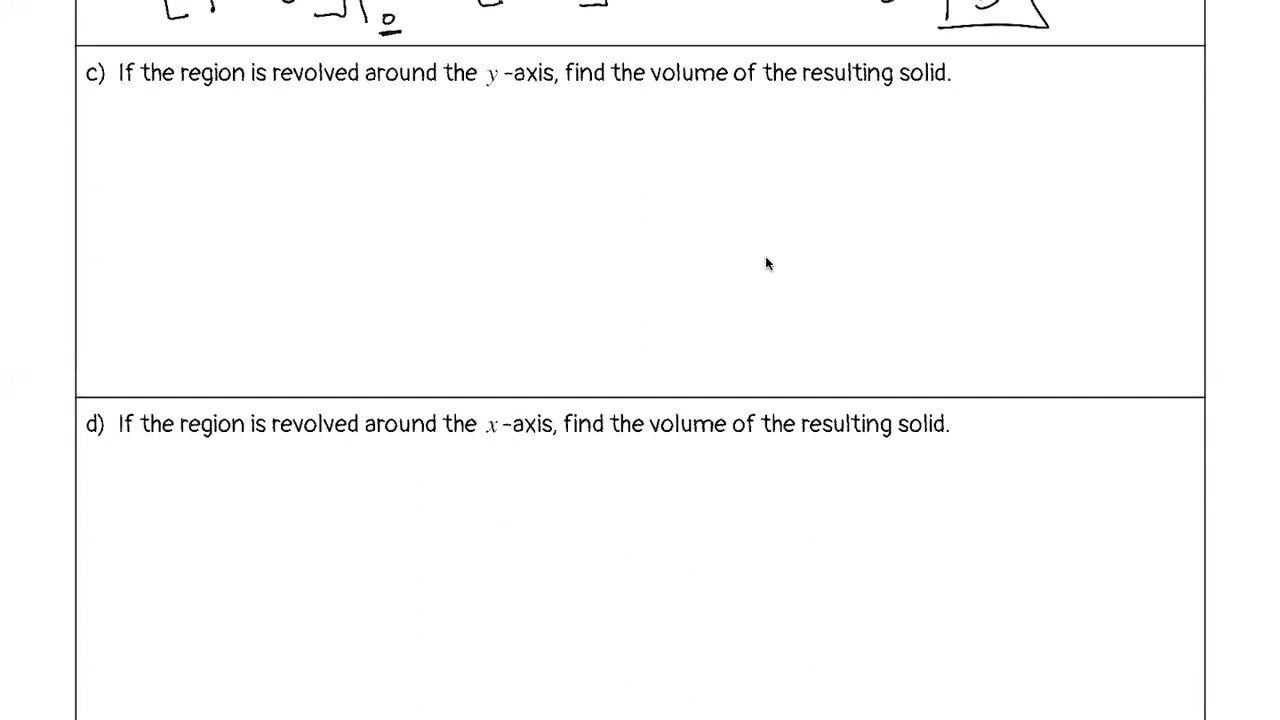 c) If the region is revolved around the y-axis, find the volume of the resulting solid.
d) If the region is revolved around the x-axis, find the volume of the resulting solid.